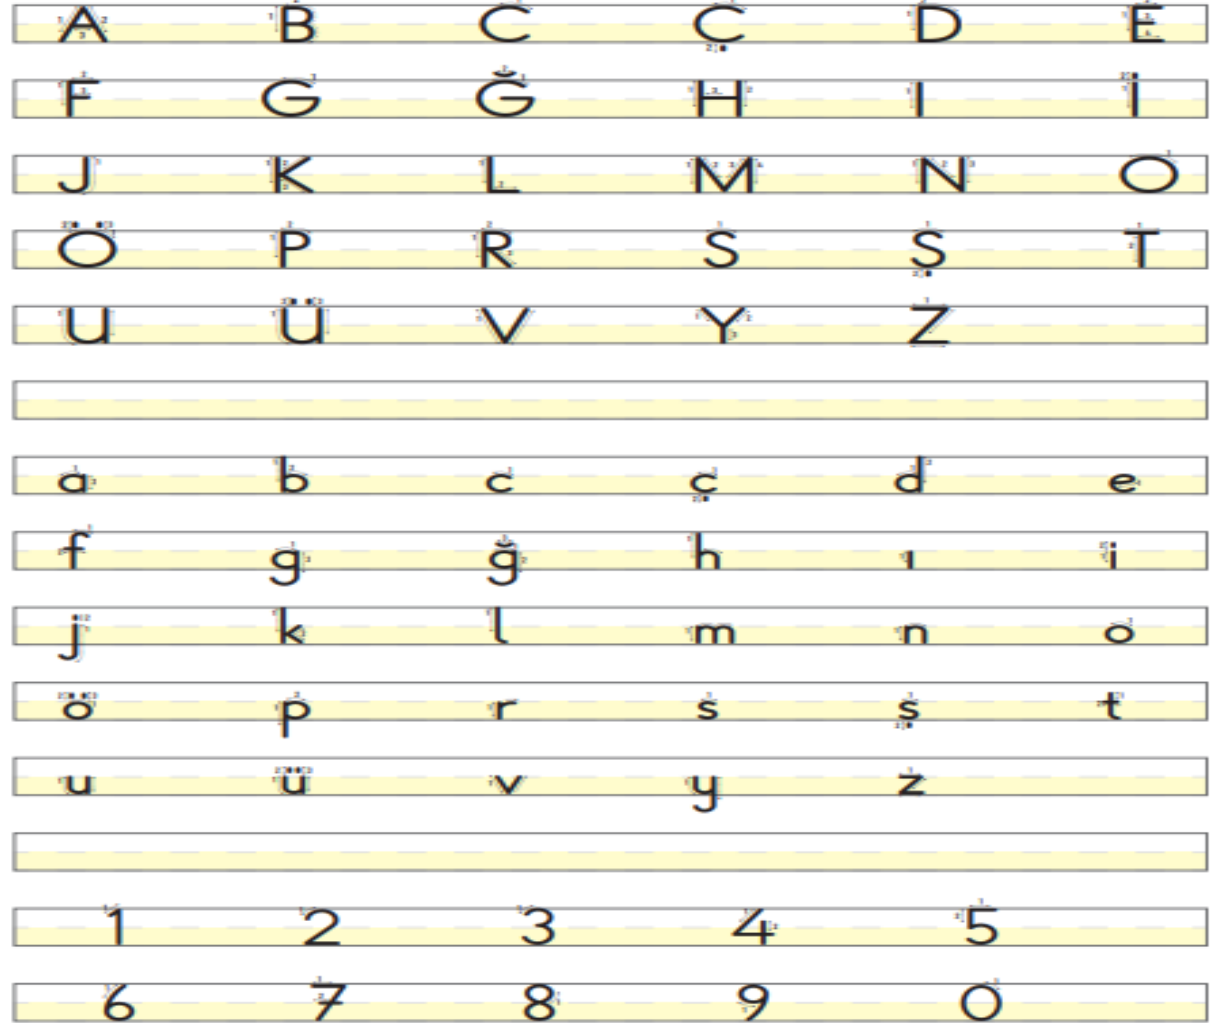 A B C Ç D E
F G Ğ H I İ
J K L M N O
Ö P R S Ş T
U Ü V Y Z
a b c ç d e
f g ğ h ı i
j k l m n o
ö p r s ş t
u ü v y z
1 2 3 4 5
6 7 8 9 0